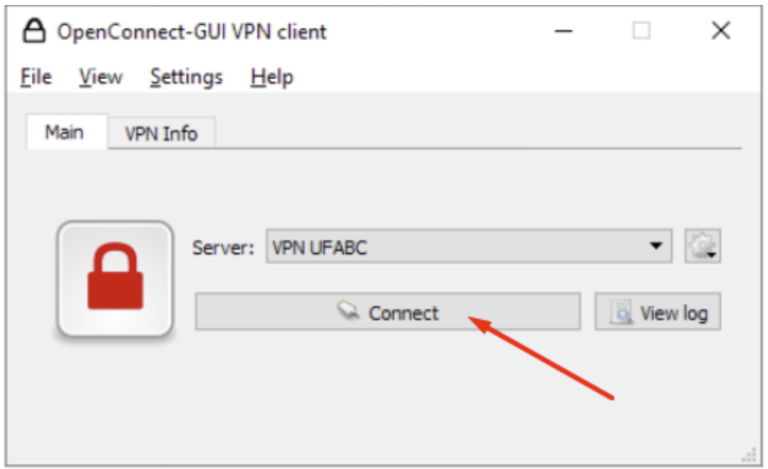 OpenConnect-GUI VPN client
File View Settings Help
Main VPN Info
Server: VPN UFABC
Connect View log